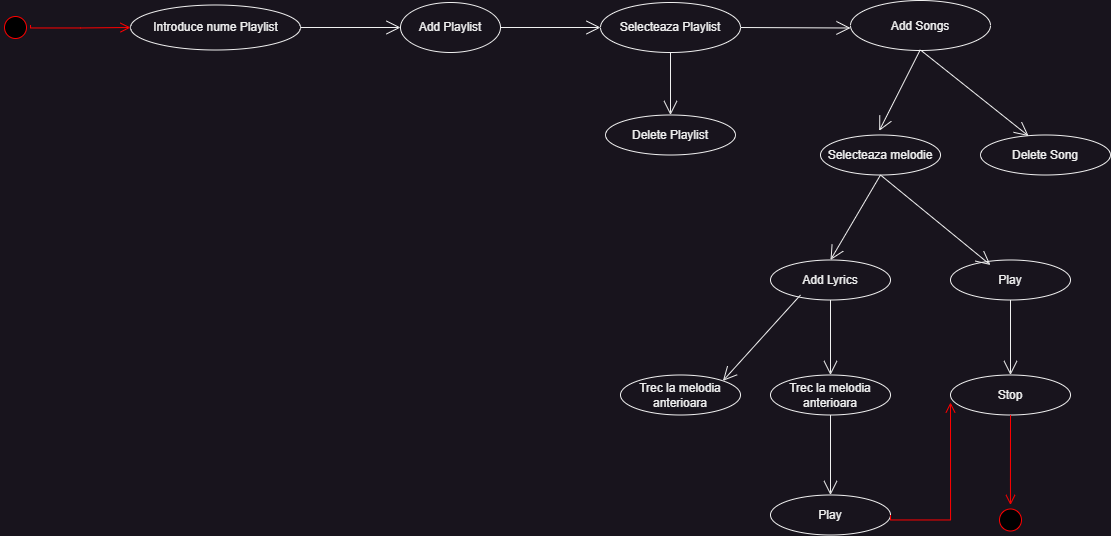 Introduce nume Playlist
Add Playlist
Selecteaza Playlist
Add Songs
Delete Playlist
Selecteaza melodie
Delete Song
Add Lyrics
Play
Trec la melodia
anterioara
Trec la melodia
anterioara
Stop
Play